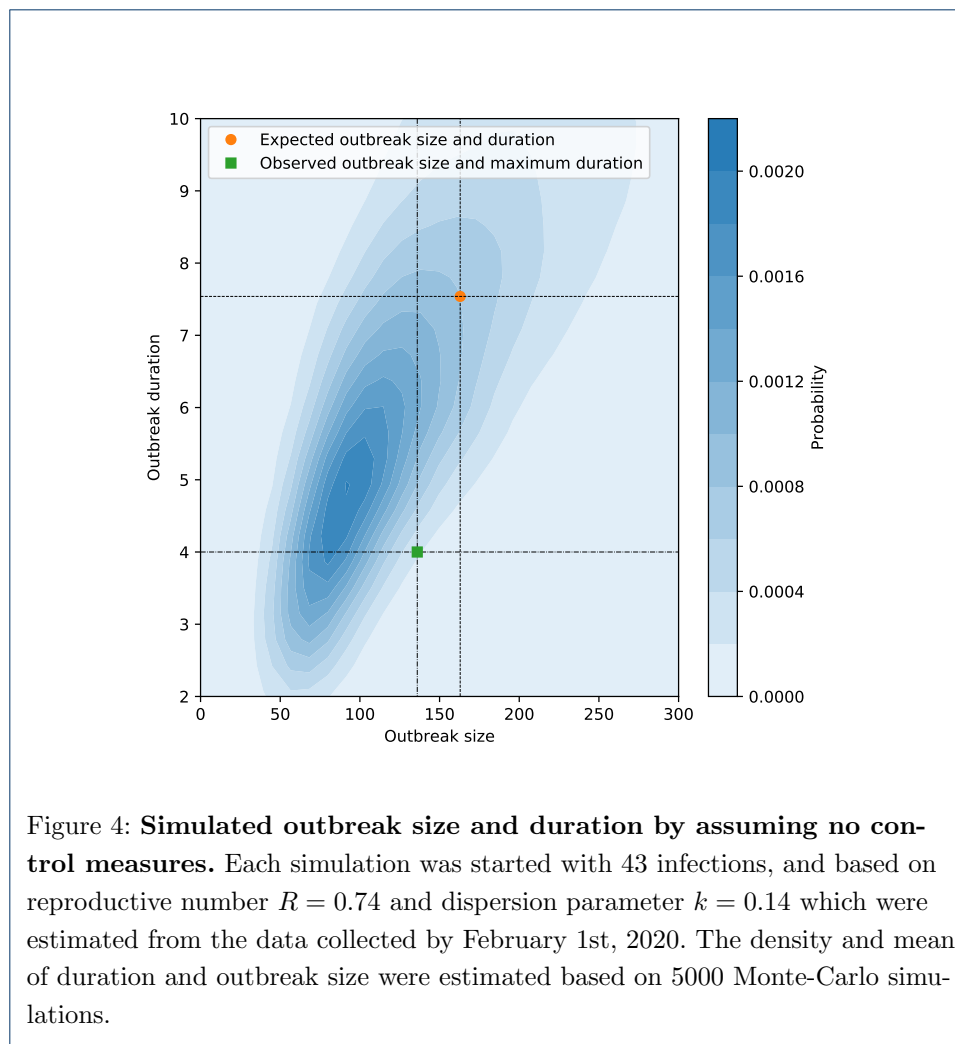 10
9
8
7
6
5
4
3
2
Outbreak duration
Expected outbreak size and duration
Observed outbreak size and maximum duration
0 50 100 150 200 250 300
Outbreak size
0.0020
0.0016
0.0012
0.0008
0.0004
0.0000
Probability
Figure 4: Simulated outbreak size and duration by assuming no con-
trol measures. Each simulation was started with 43 infections, and based on
reproductive number R = 0.74 and dispersion parameter k = 0.14 which were
estimated from the data collected by February 1st, 2020. The density and mean
of duration and outbreak size were estimated based on 5000 Monte-Carlo simu-
lations.